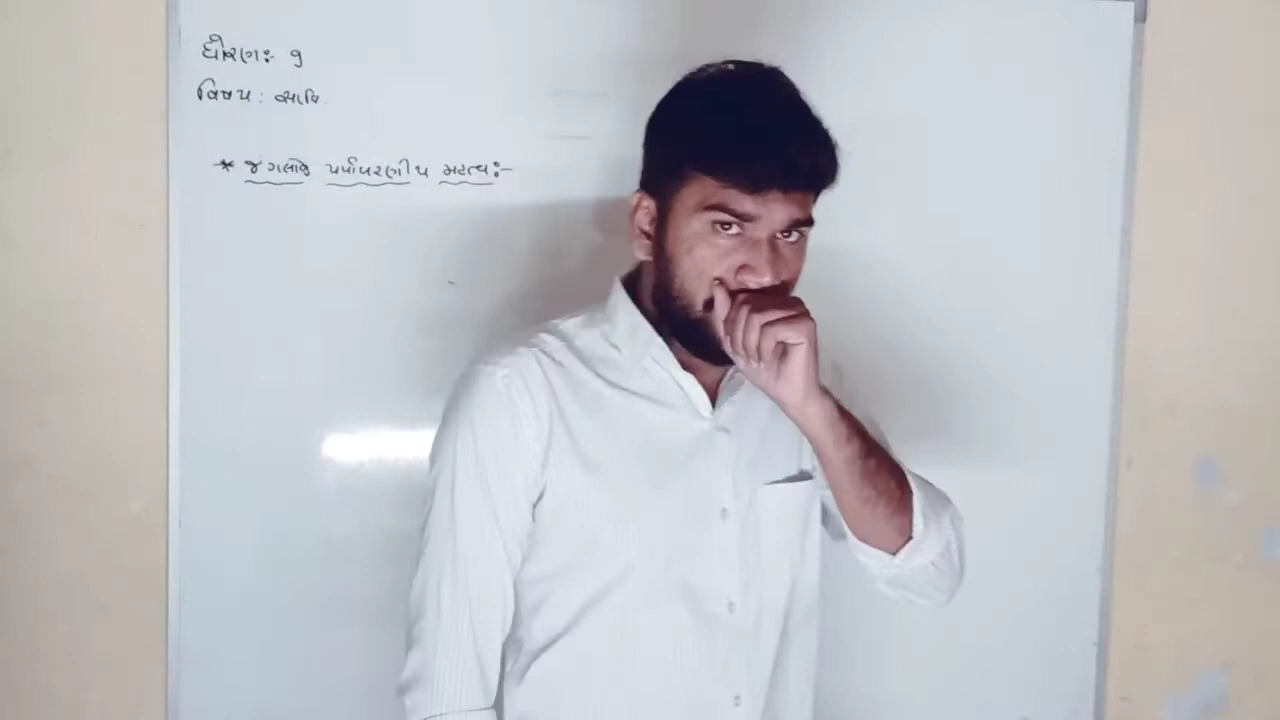 ધોરણ :- ૭
વિષય : સા.વિ.
* જંગલોનું પર્યાવરણીય મહત્વ :-